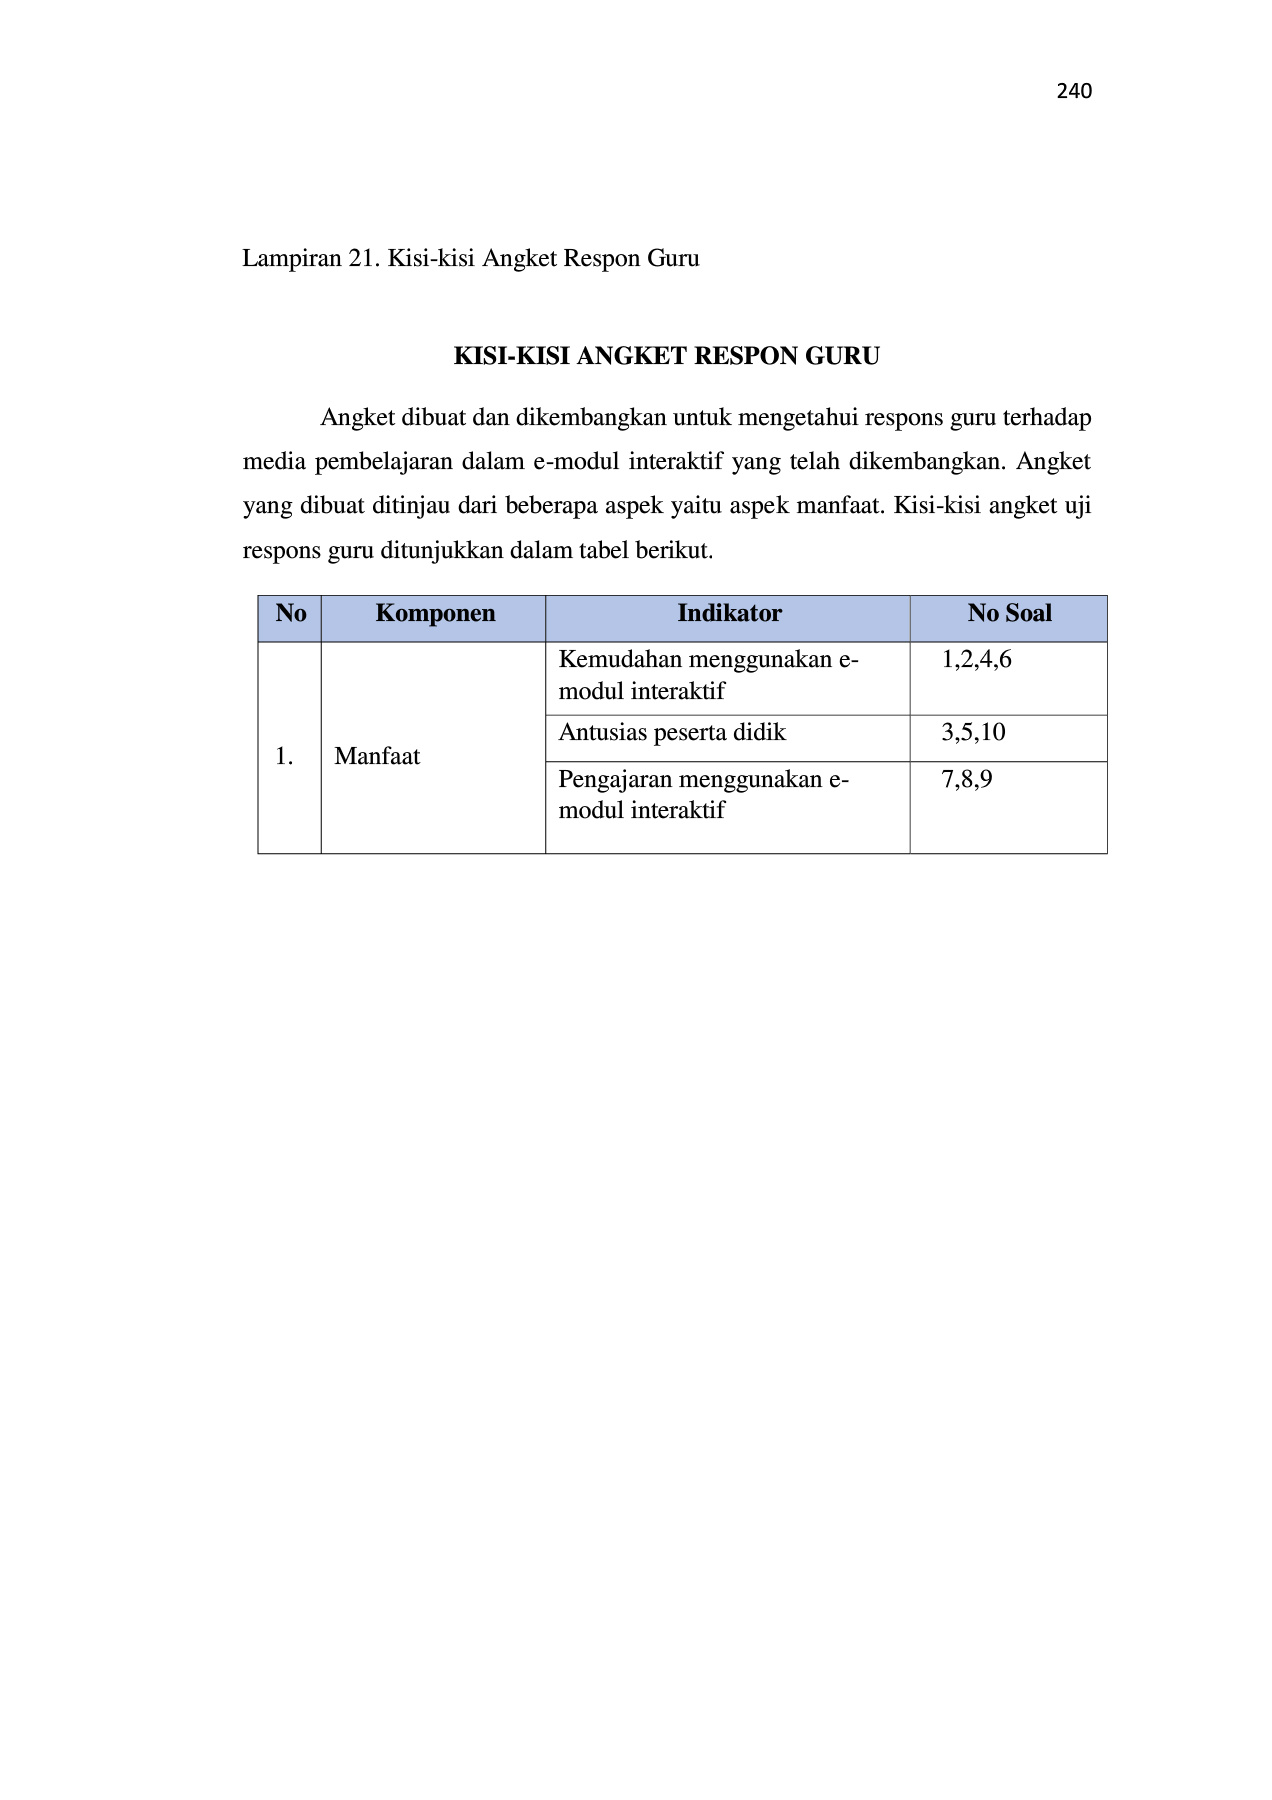 240
Lampiran 21. Kisi-kisi Angket Respon Guru
KISI-KISI ANGKET RESPON GURU
Angket dibuat dan dikembangkan untuk mengetahui respons guru terhadap
media pembelajaran dalam e-modul interaktif yang telah dikembangkan. Angket
yang dibuat ditinjau dari beberapa aspek yaitu aspek manfaat. Kisi-kisi angket uji
respons guru ditunjukkan dalam tabel berikut.
No Komponen Indikator No Soal
1. Manfaat
Kemudahan menggunakan e- 1,2,4,6
modul interaktif
Antusias peserta didik 3,5,10
Pengajaran menggunakan e- 7,8,9
modul interaktif